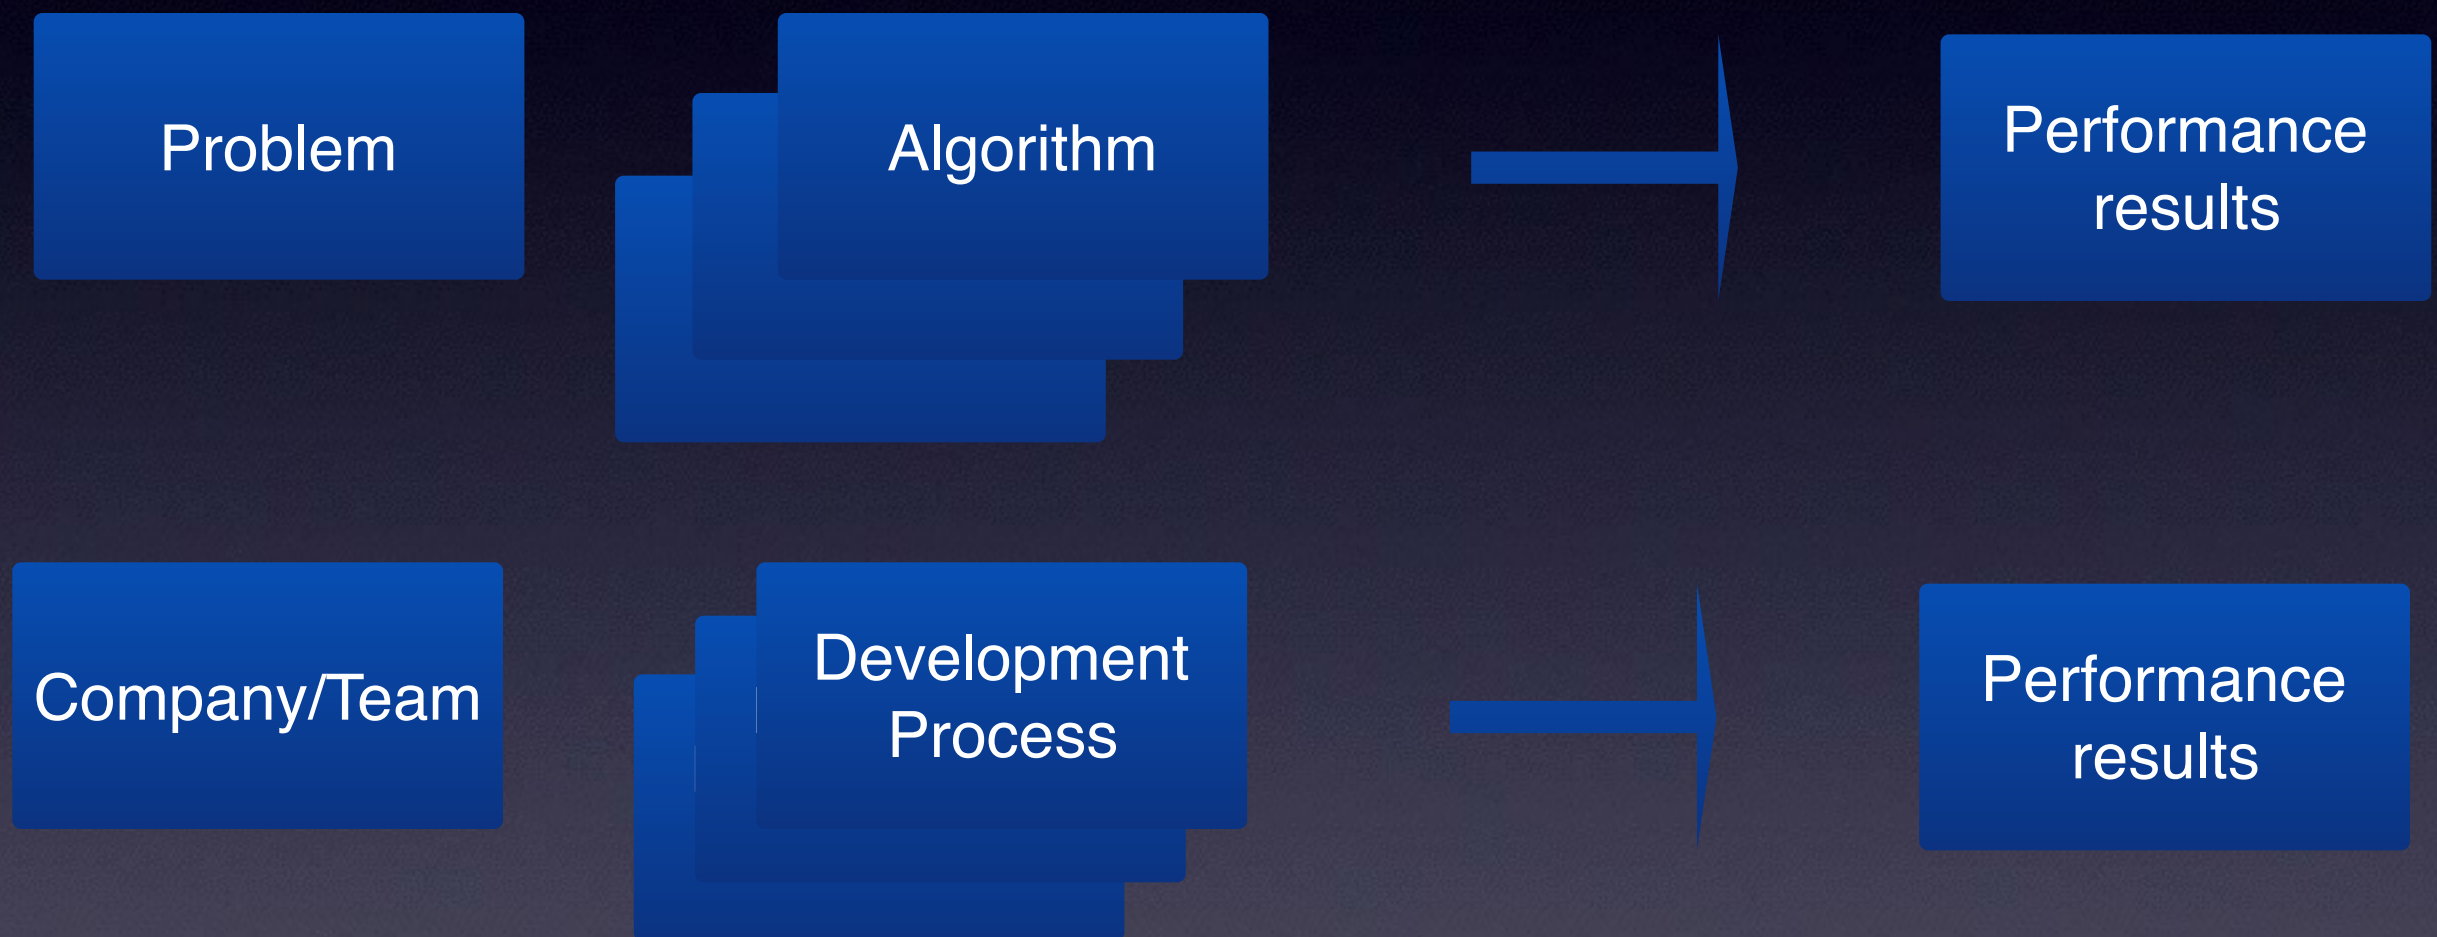 Problem
Algorithm
Performance
results
Company/Team
Development
Process
Performance
results